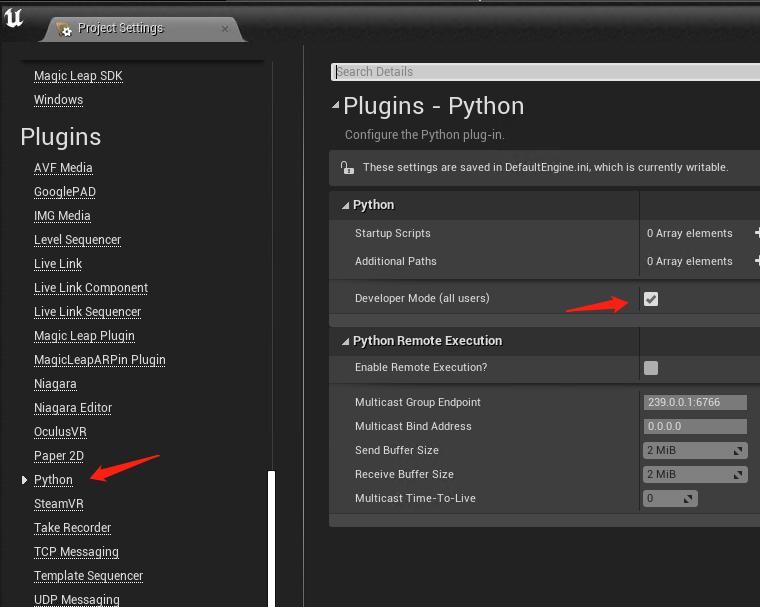 Project Settings
Magic Leap SDK
Windows
Plugins
AVF Media
GooglePAD
IMG Media
Level Sequencer
Live Link
Live Link Component
Live Link Sequencer
Magic Leap Plugin
MagicLeapARPin Plugin
Niagara
Niagara Editor
OculusVR
Paper 2D
Python
SteamVR
Take Recorder
TCP Messaging
Template Sequencer
UDP Messaging
Search Details
Plugins - Python
Configure the Python plug-in.
These settings are saved in DefaultEngine.ini, which is currently writable.
Python
Startup Scripts 0 Array elements
Additional Paths 0 Array elements
Developer Mode (all users)
Python Remote Execution
Enable Remote Execution?
Multicast Group Endpoint 239.0.0.1:6766
Multicast Bind Address 0.0.0.0
Send Buffer Size 2 MiB
Receive Buffer Size 2 MiB
Multicast Time-To-Live 0